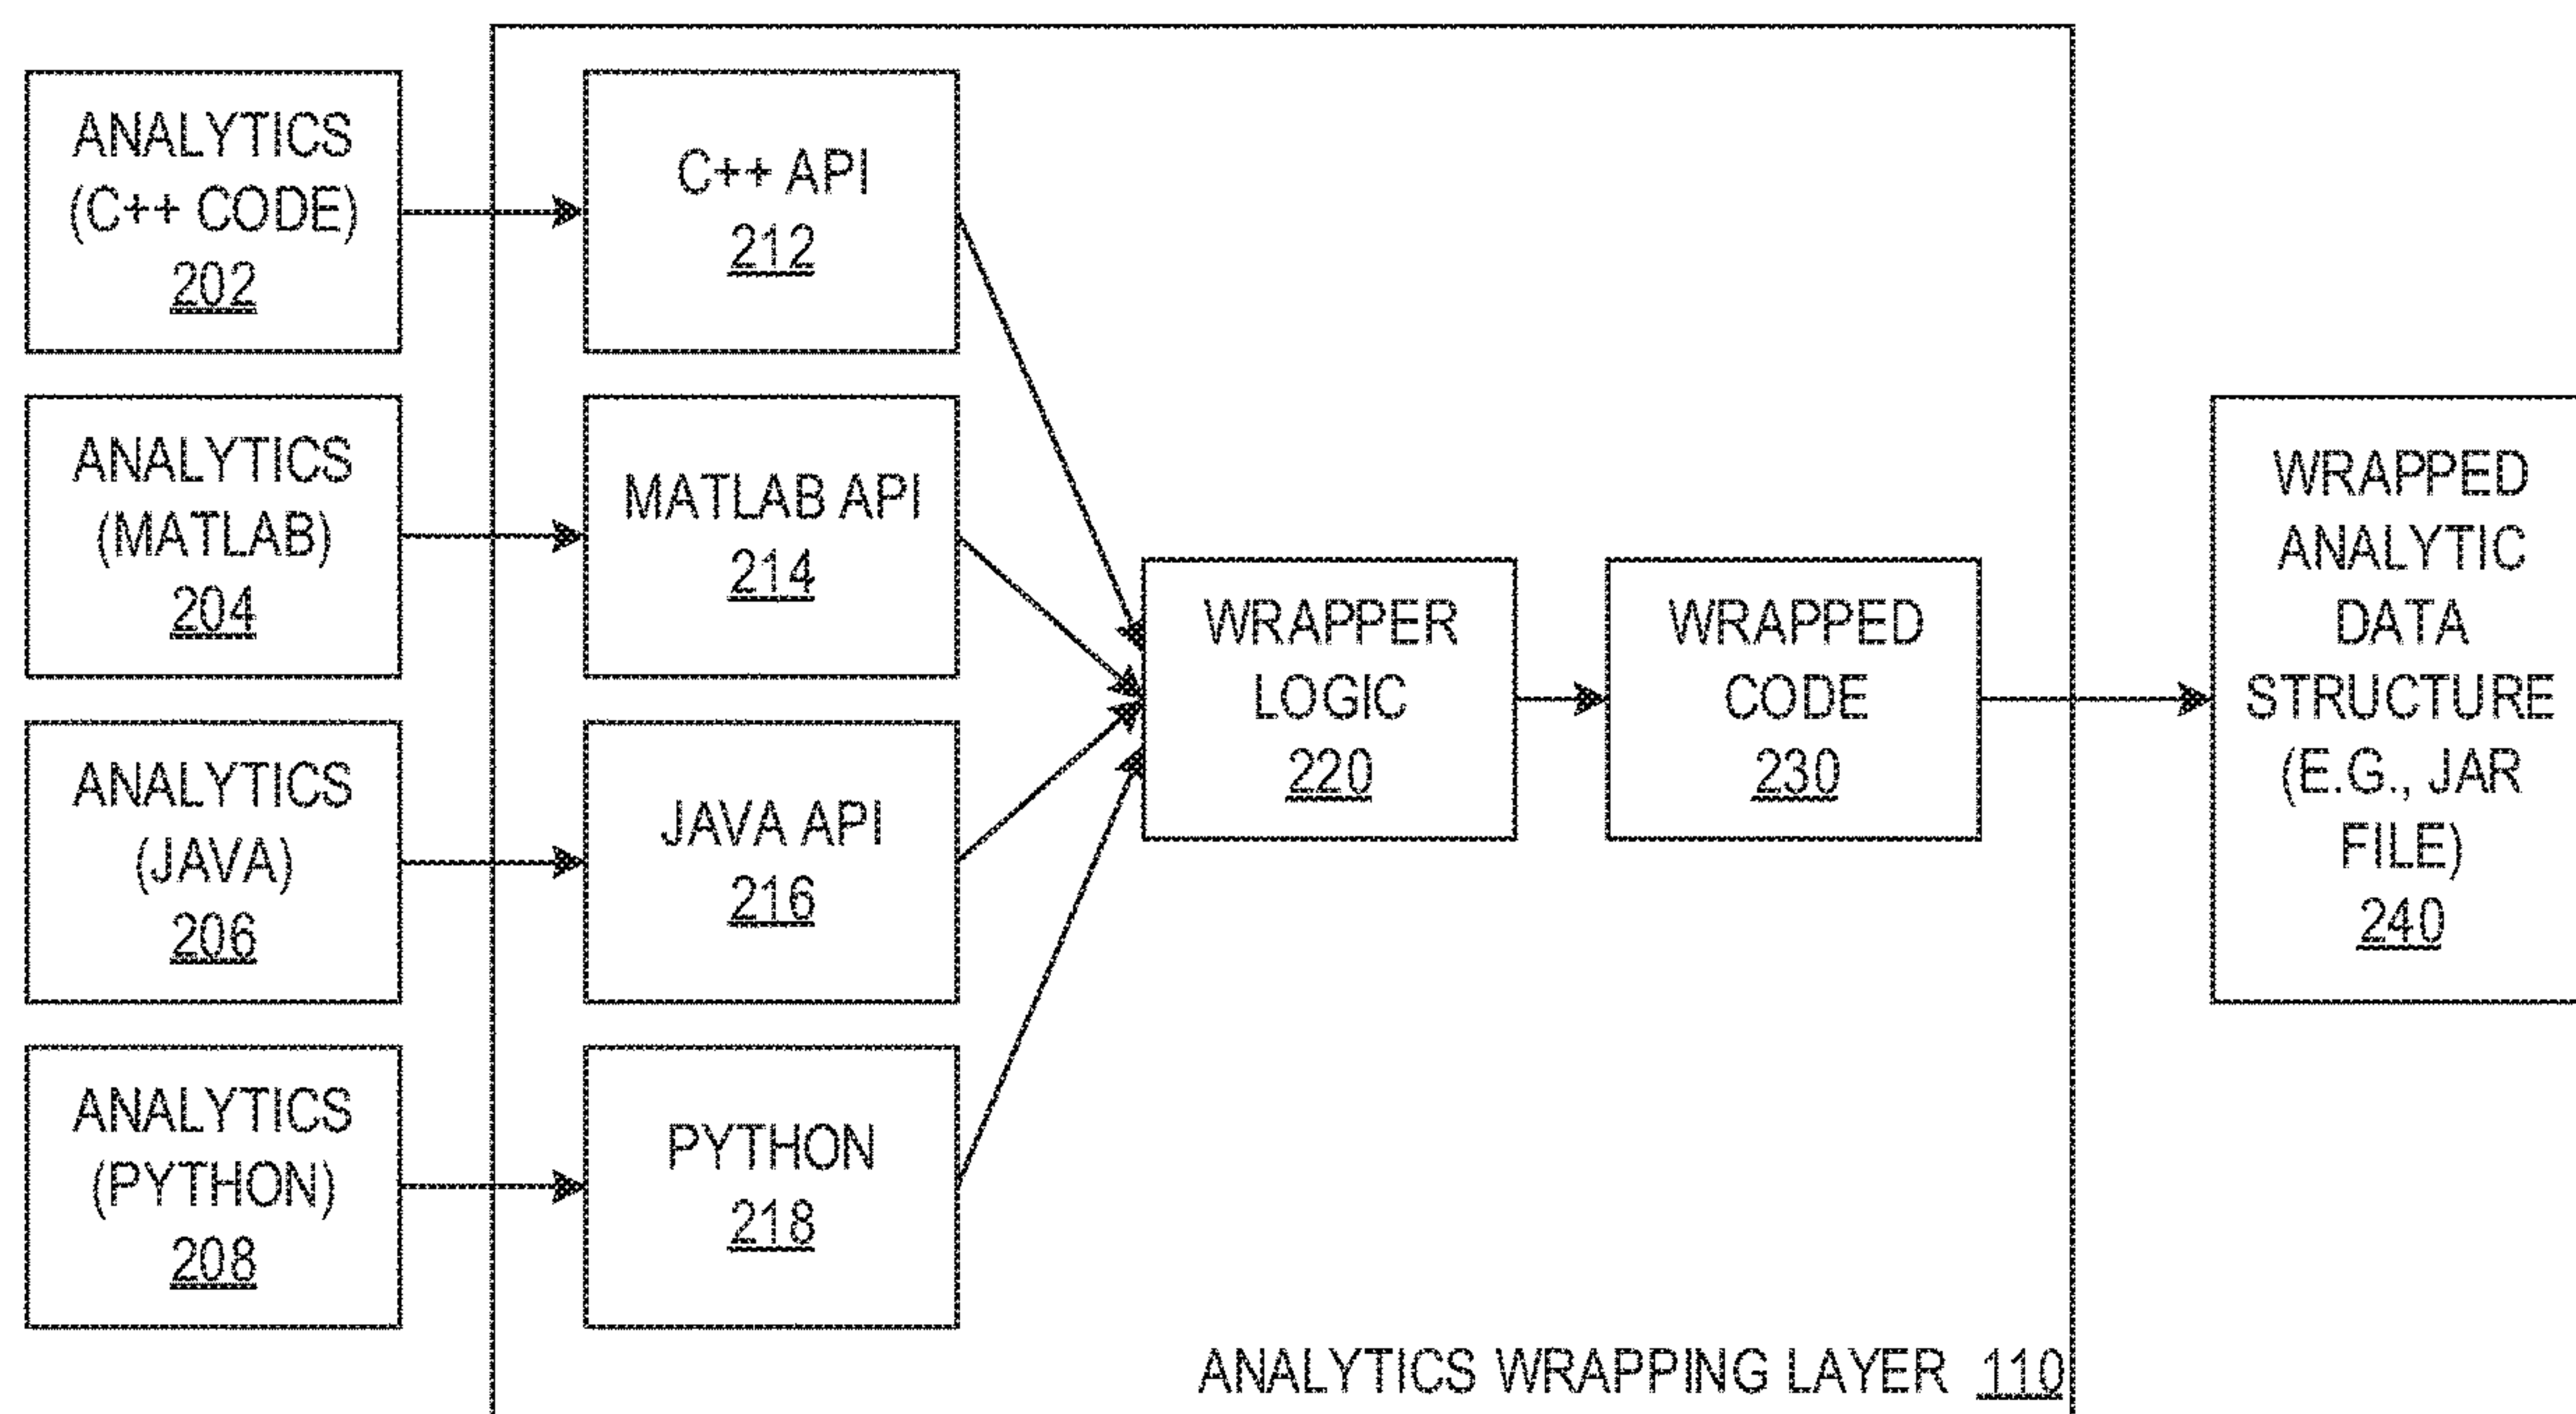 ANALYTICS
(C++ CODE)
202
C++ API
212
ANALYTICS
(MATLAB)
204
MATLAB API
214
ANALYTICS
(JAVA)
206
JAVA API
216
ANALYTICS
(PYTHON)
208
PYTHON
218
WRAPPER
LOGIC
220
WRAPPED
CODE
230
WRAPPED
ANALYTIC
DATA
STRUCTURE
(E.G., JAR
FILE)
240
ANALYTICS WRAPPING LAYER 110